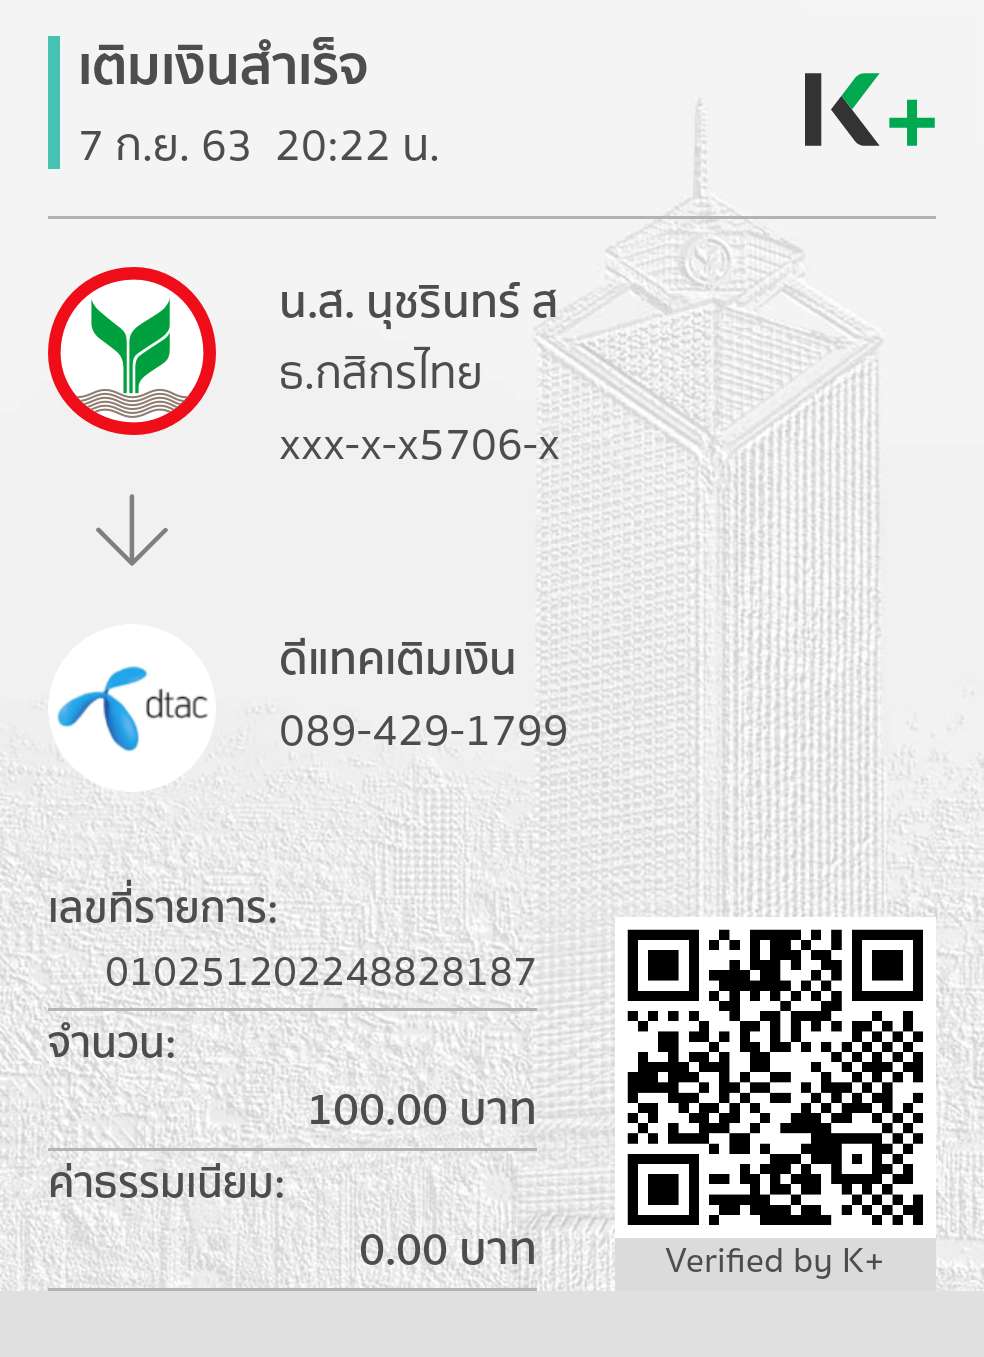 เติมเงินสำเร็จ
7 ก.ย. 63 20:22 น.
K+
น.ส. นุชรินทร์ ส
ธ.กสิกรไทย
xxx-x-x5706-x
dtac
ดีแทคเติมเงิน
089-429-1799
เลขที่รายการ:
010251202248828187
จำนวน:
100.00 บาท
ค่าธรรมเนียม:
0.00 บาท
Verified by K+